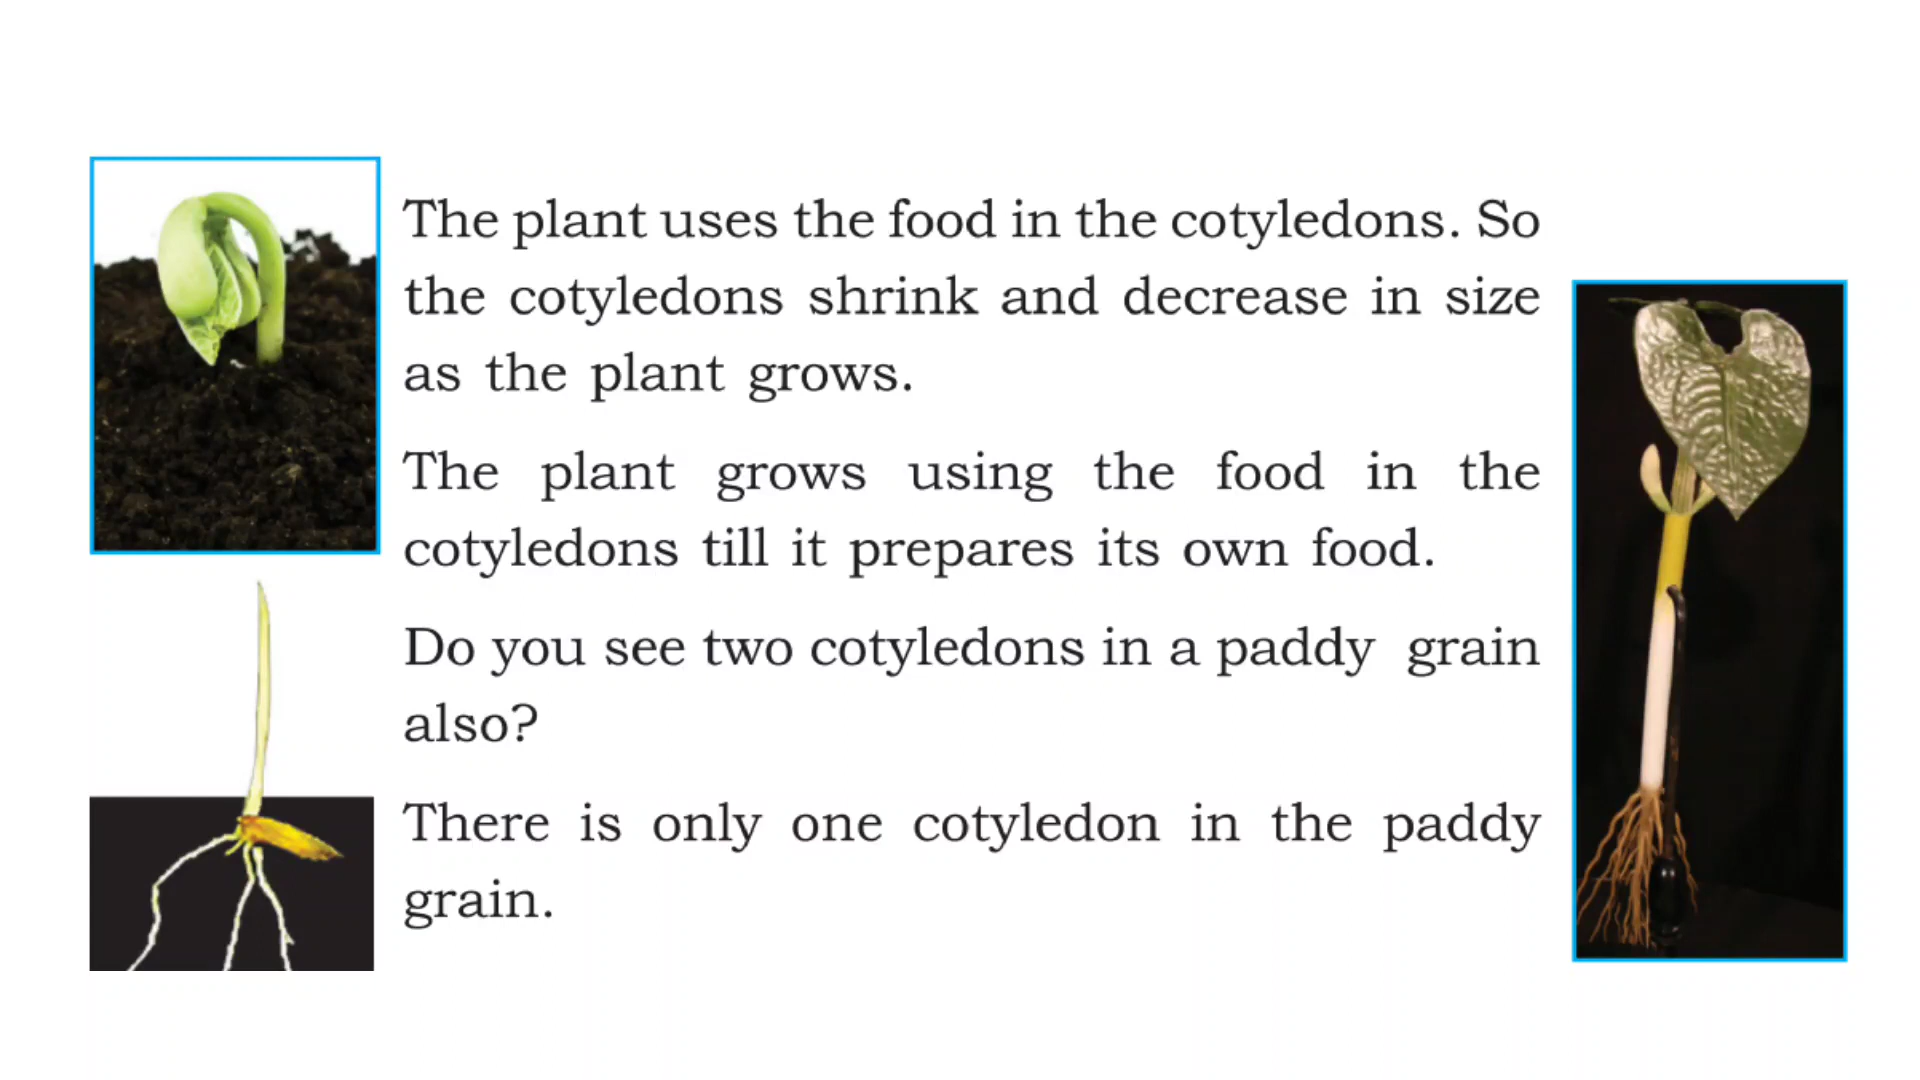 The plant uses the food in the cotyledons. So
the cotyledons shrink and decrease in size
as the plant grows.
The plant grows using the food in the
cotyledons till it prepares its own food.
Do you see two cotyledons in a paddy grain
also?
There is only one cotyledon in the paddy
grain.